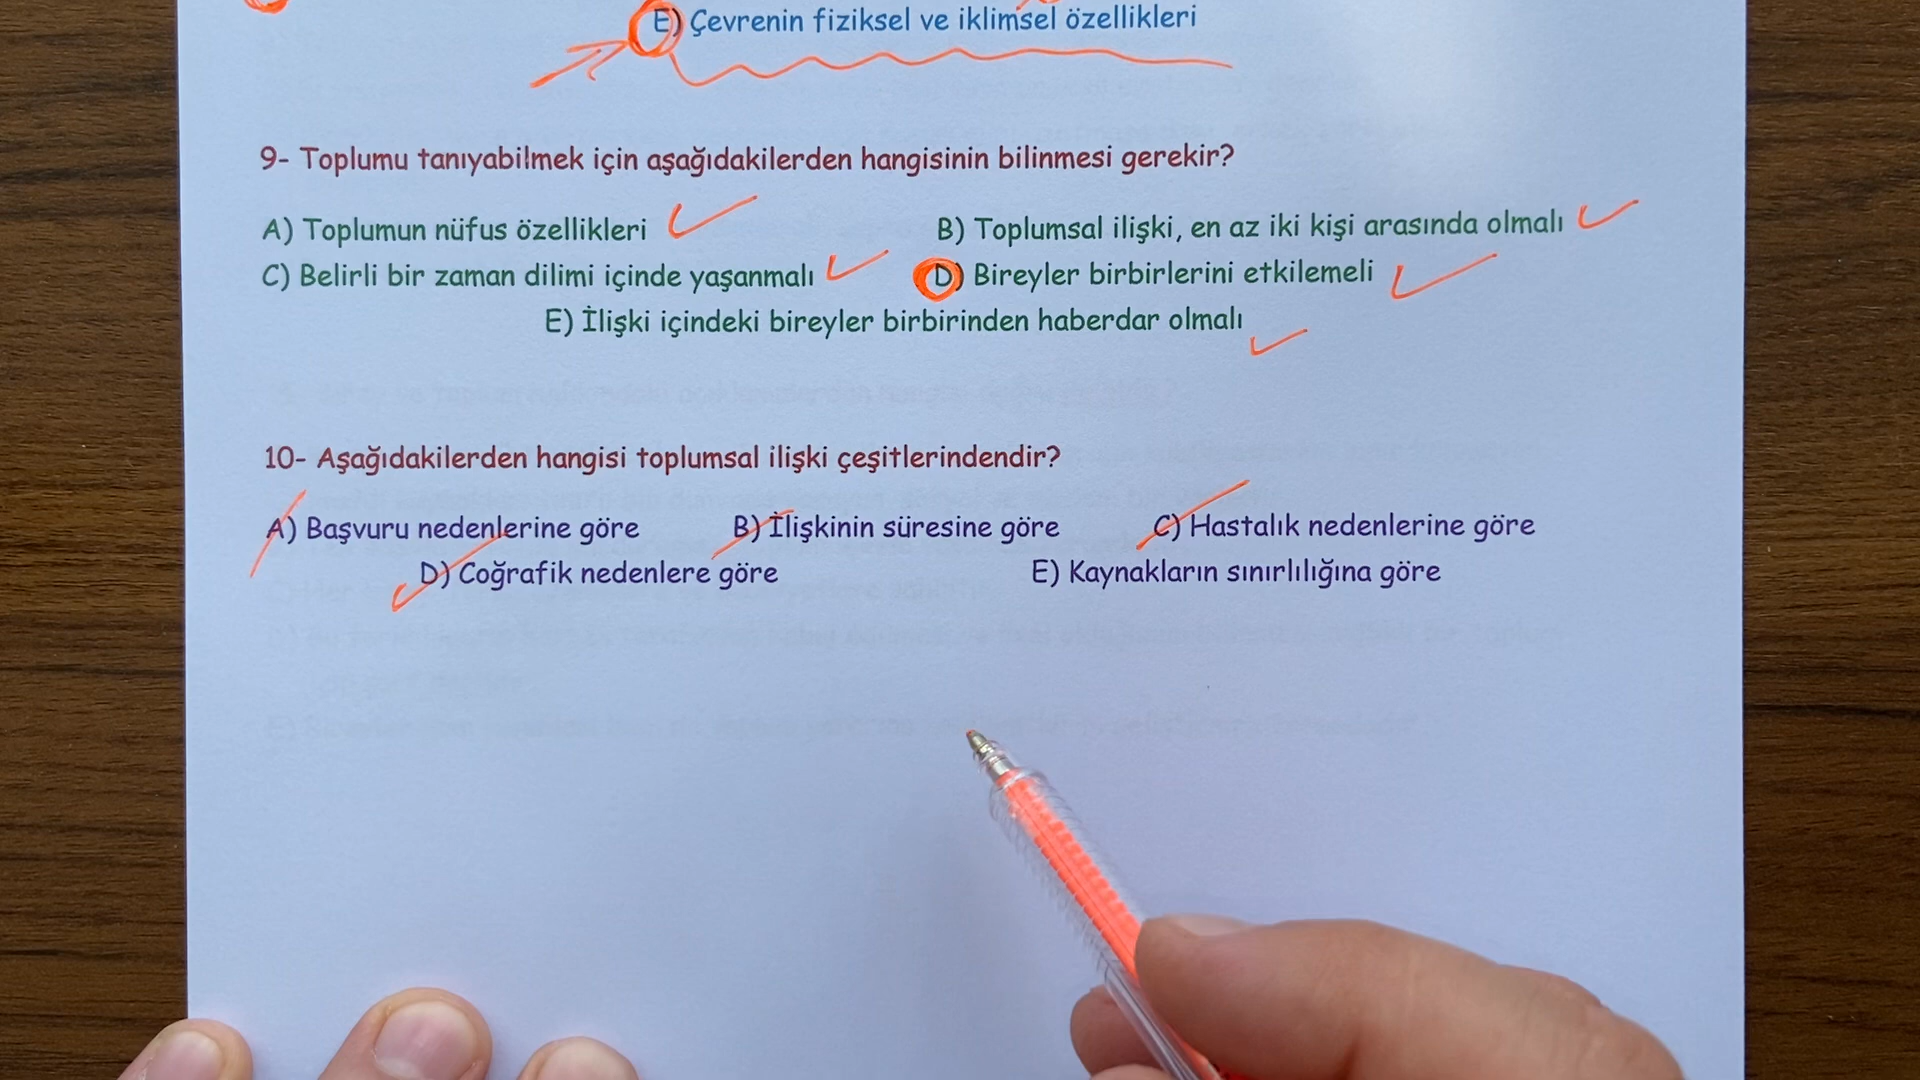 E) Çevrenin fiziksel ve iklimsel özellikleri
9- Toplumu tanıyabilmek için aşağıdakilerden hangisinin bilinmesi gerekir?
A) Toplumun nüfus özellikleri B) Toplumsal ilişki, en az iki kişi arasında olmalı
C) Belirli bir zaman dilimi içinde yaşanmalı D) Bireyler birbirlerini etkilemeli
E) İlişki içindeki bireyler birbirinden haberdar olmalı
10- Aşağıdakilerden hangisi toplumsal ilişki çeşitlerindendir?
A) Başvuru nedenlerine göre B) İlişkinin süresine göre C) Hastalık nedenlerine göre
D) Coğrafik nedenlere göre E) Kaynakların sınırlılığına göre